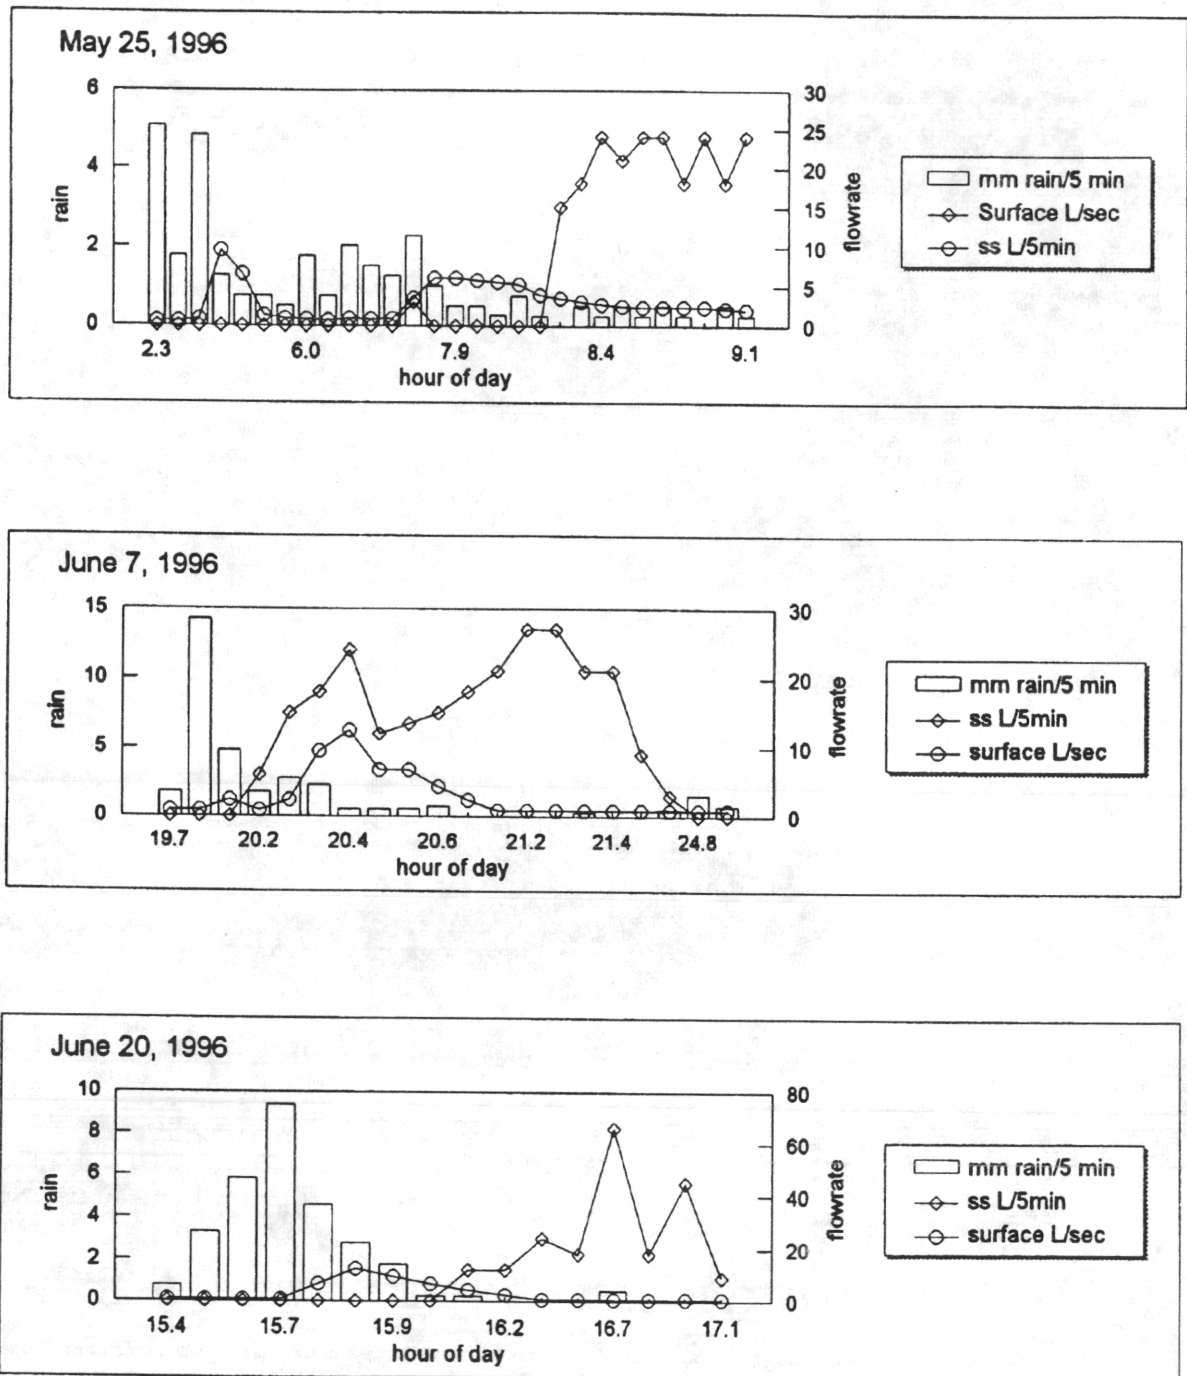 May 25, 1996
6
4
2
0
rain
30
25
20
15
10
5
0
flowrate
2.3 6.0 7.9 8.4 9.1
hour of day
mm rain/5 min
Surface L/sec
ss L/5min
June 7, 1996
15
10
5
0
rain
30
20
10
0
flowrate
19.7 20.2 20.4 20.6 21.2 21.4 24.8
hour of day
mm rain/5 min
ss L/5min
surface L/sec
June 20, 1996
10
8
6
4
2
0
rain
80
60
40
20
0
flowrate
15.4 15.7 15.9 16.2 16.7 17.1
hour of day
mm rain/5 min
ss L/5min
surface L/sec